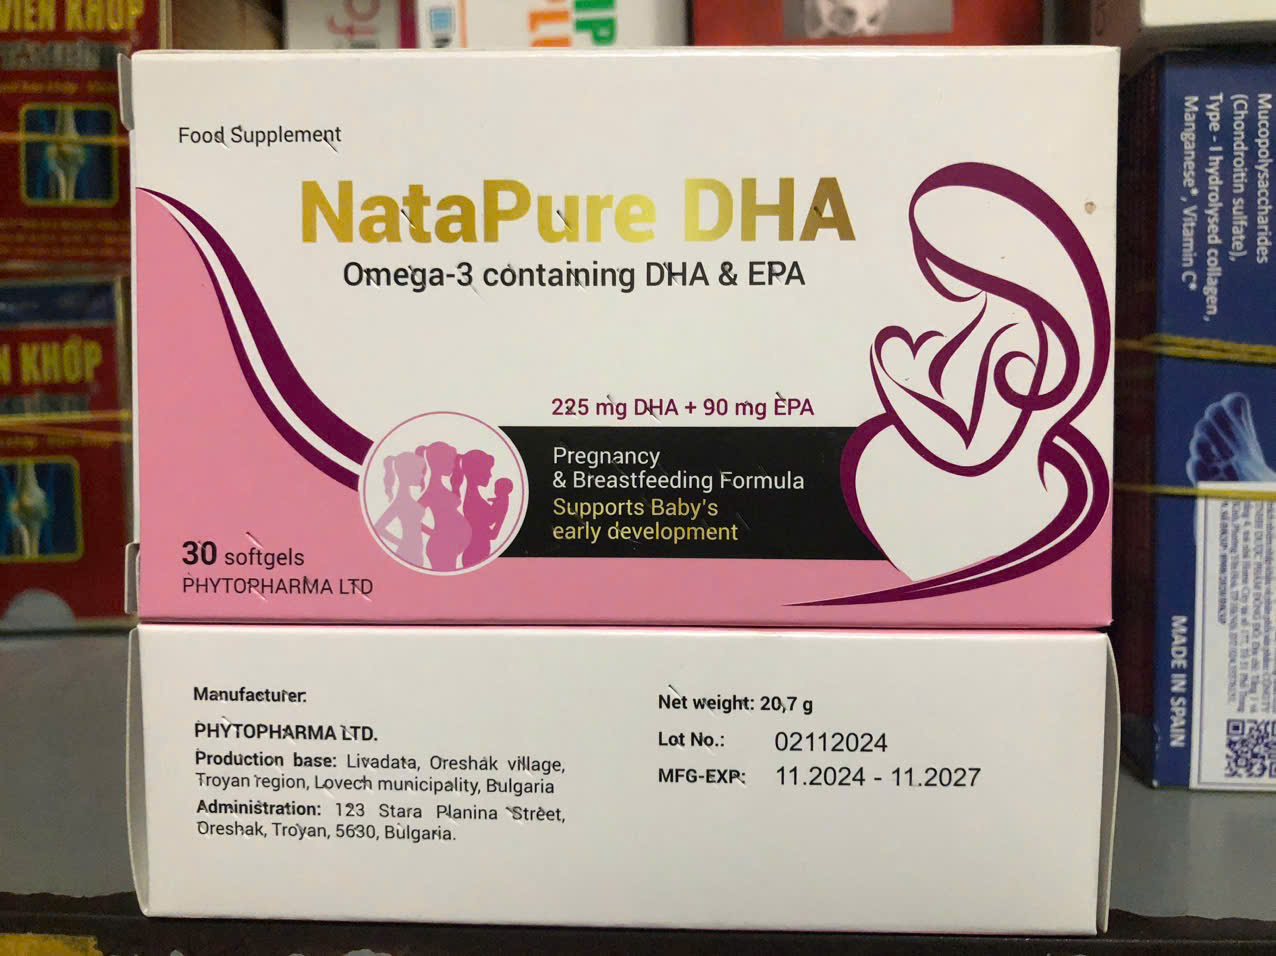 VIÊN KHỚP
KHỚP
Food Supplement
NataPure DHA
Omega-3 containing DHA & EPA
225 mg DHA + 90 mg EPA
Pregnancy
& Breastfeeding Formula
Supports Baby's
early development
30 softgels
PHYTOPHARMA LTD
Manufacturer:
PHYTOPHARMA LTD.
Production base: Livadata, Oreshak village,
Troyan region, Lovech municipality, Bulgaria
Administration: 123 Stara Planina Street,
Oreshak, Troyan, 5630, Bulgaria.
Net weight: 20,7 g
Lot No.: 02112024
MFG-EXP: 11.2024 - 11.2027
Mucopolysaccharides
(Chondroitin sulfate),
Type - I hydrolysed collagen,
Manganese*, Vitamin C*
MADE IN SPAIN